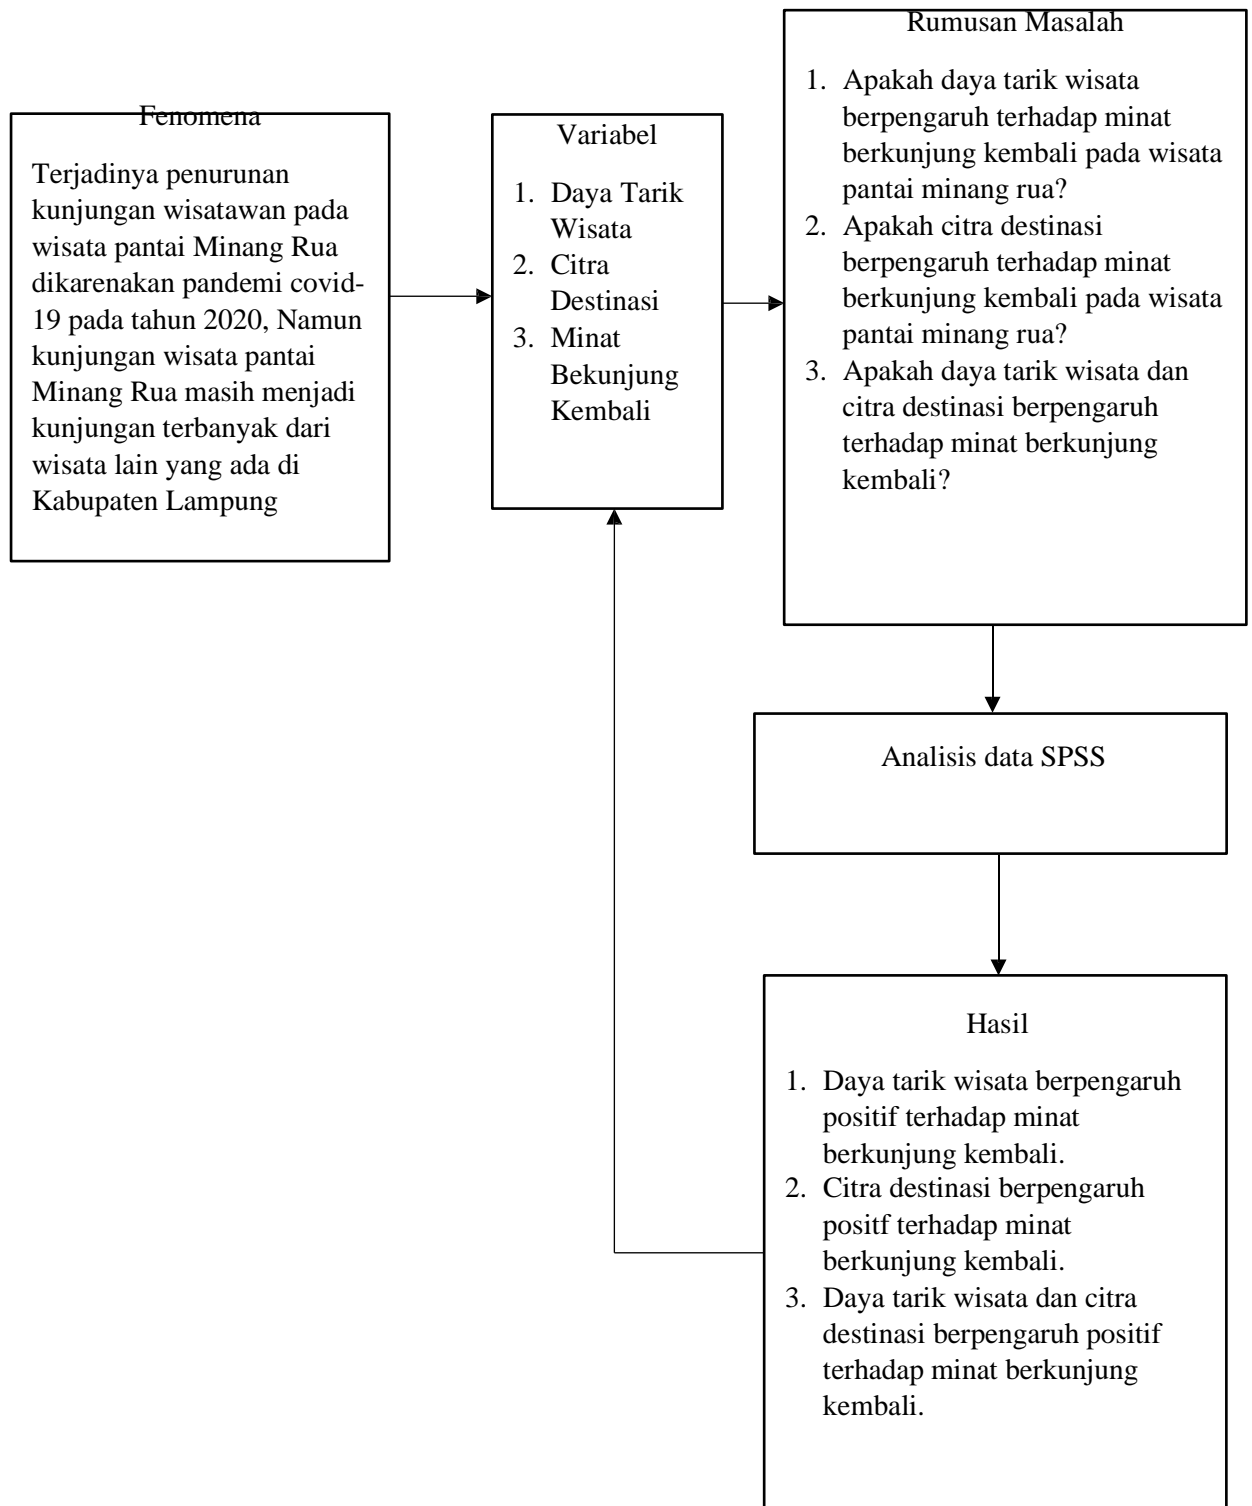 Fenomena
Terjadinya penurunan
kunjungan wisatawan pada
wisata pantai Minang Rua
dikarenakan pandemi covid-
19 pada tahun 2020, Namun
kunjungan wisata pantai
Minang Rua masih menjadi
kunjungan terbanyak dari
wisata lain yang ada di
Kabupaten Lampung
Variabel
1. Daya Tarik
Wisata
2. Citra
Destinasi
3. Minat
Bekunjung
Kembali
Rumusan Masalah
1. Apakah daya tarik wisata
berpengaruh terhadap minat
berkunjung kembali pada wisata
pantai minang rua?
2. Apakah citra destinasi
berpengaruh terhadap minat
berkunjung kembali pada wisata
pantai minang rua?
3. Apakah daya tarik wisata dan
citra destinasi berpengaruh
terhadap minat berkunjung
kembali?
Analisis data SPSS
Hasil
1. Daya tarik wisata berpengaruh
positif terhadap minat
berkunjung kembali.
2. Citra destinasi berpengaruh
positf terhadap minat
berkunjung kembali.
3. Daya tarik wisata dan citra
destinasi berpengaruh positif
terhadap minat berkunjung
kembali.